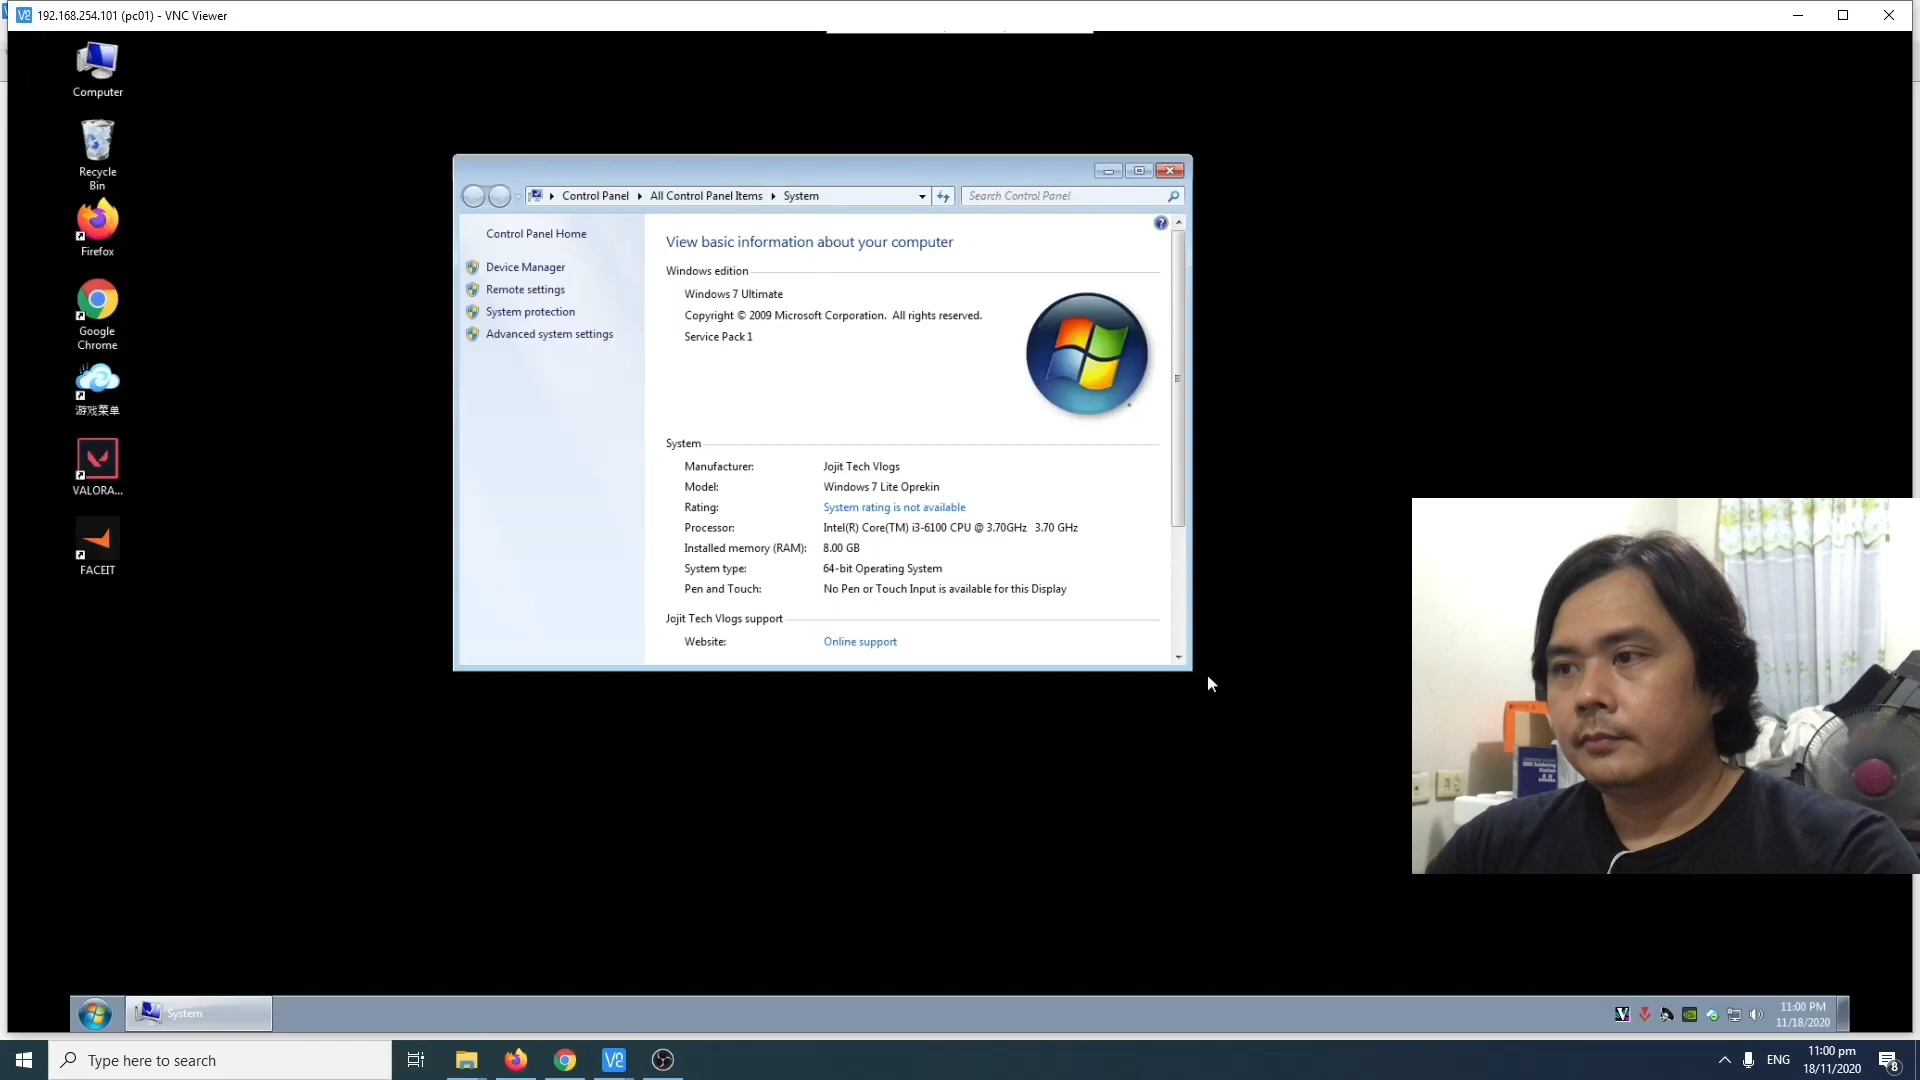 192.168.254.101 (pc01) - VNC Viewer
Computer
Recycle
Bin
Firefox
Google
Chrome
游戏菜单
VALORA...
FACEIT
Control Panel
All Control Panel Items
System
Search Control Panel
Control Panel Home
Device Manager
Remote settings
System protection
Advanced system settings
View basic information about your computer
Windows edition
Windows 7 Ultimate
Copyright © 2009 Microsoft Corporation. All rights reserved.
Service Pack 1
System
Manufacturer: Jojit Tech Vlogs
Model: Windows 7 Lite Oprekin
Rating: System rating is not available
Processor: Intel(R) Core(TM) i3-6100 CPU @ 3.70GHz 3.70 GHz
Installed memory (RAM): 8.00 GB
System type: 64-bit Operating System
Pen and Touch: No Pen or Touch Input is available for this Display
Jojit Tech Vlogs support
Website: Online support
System
11:00 PM
11/18/2020
Type here to search
ENG
11:00 pm
18/11/2020
8